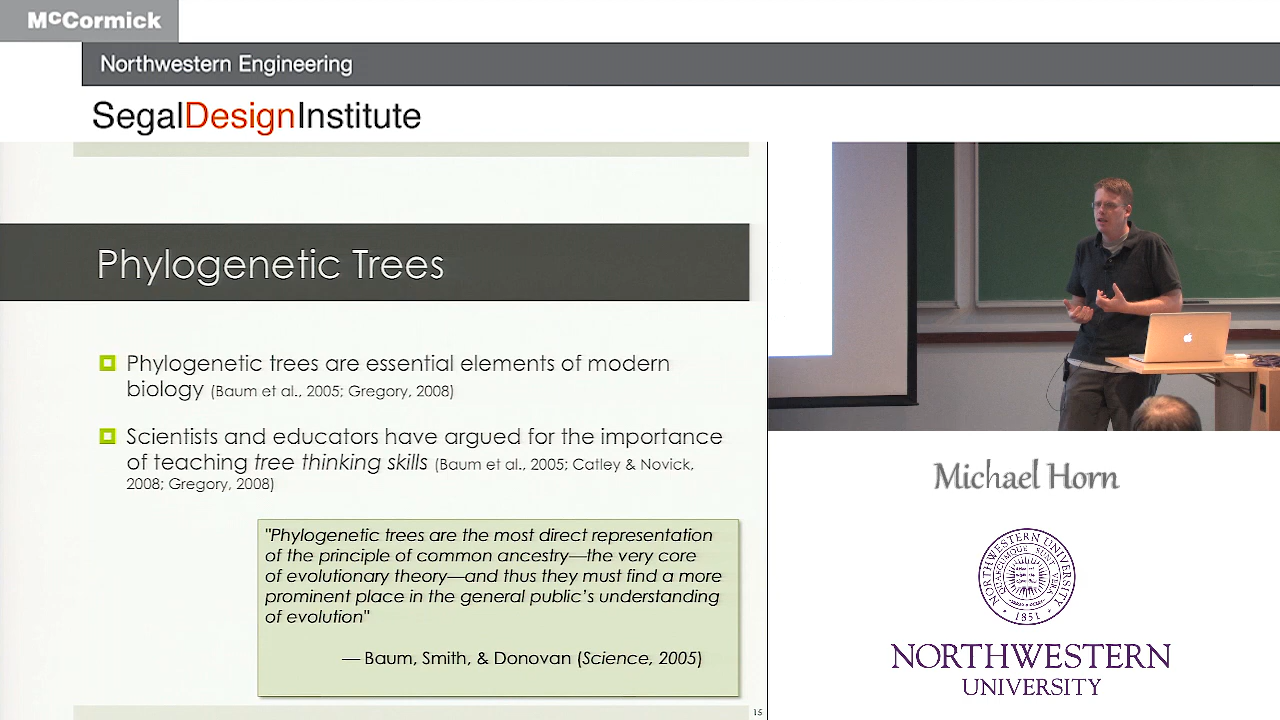 McCormick
Northwestern Engineering
SegalDesignInstitute
Phylogenetic Trees
Phylogenetic trees are essential elements of modern
biology (Baum et al., 2005; Gregory, 2008)
Scientists and educators have argued for the importance
of teaching tree thinking skills (Baum et al., 2005; Catley & Novick,
2008; Gregory, 2008)
"Phylogenetic trees are the most direct representation
of the principle of common ancestry—the very core
of evolutionary theory—and thus they must find a more
prominent place in the general public's understanding
of evolution"
— Baum, Smith, & Donovan (Science, 2005)
15
Michael Horn
1851
NORTHWESTERN
UNIVERSITY